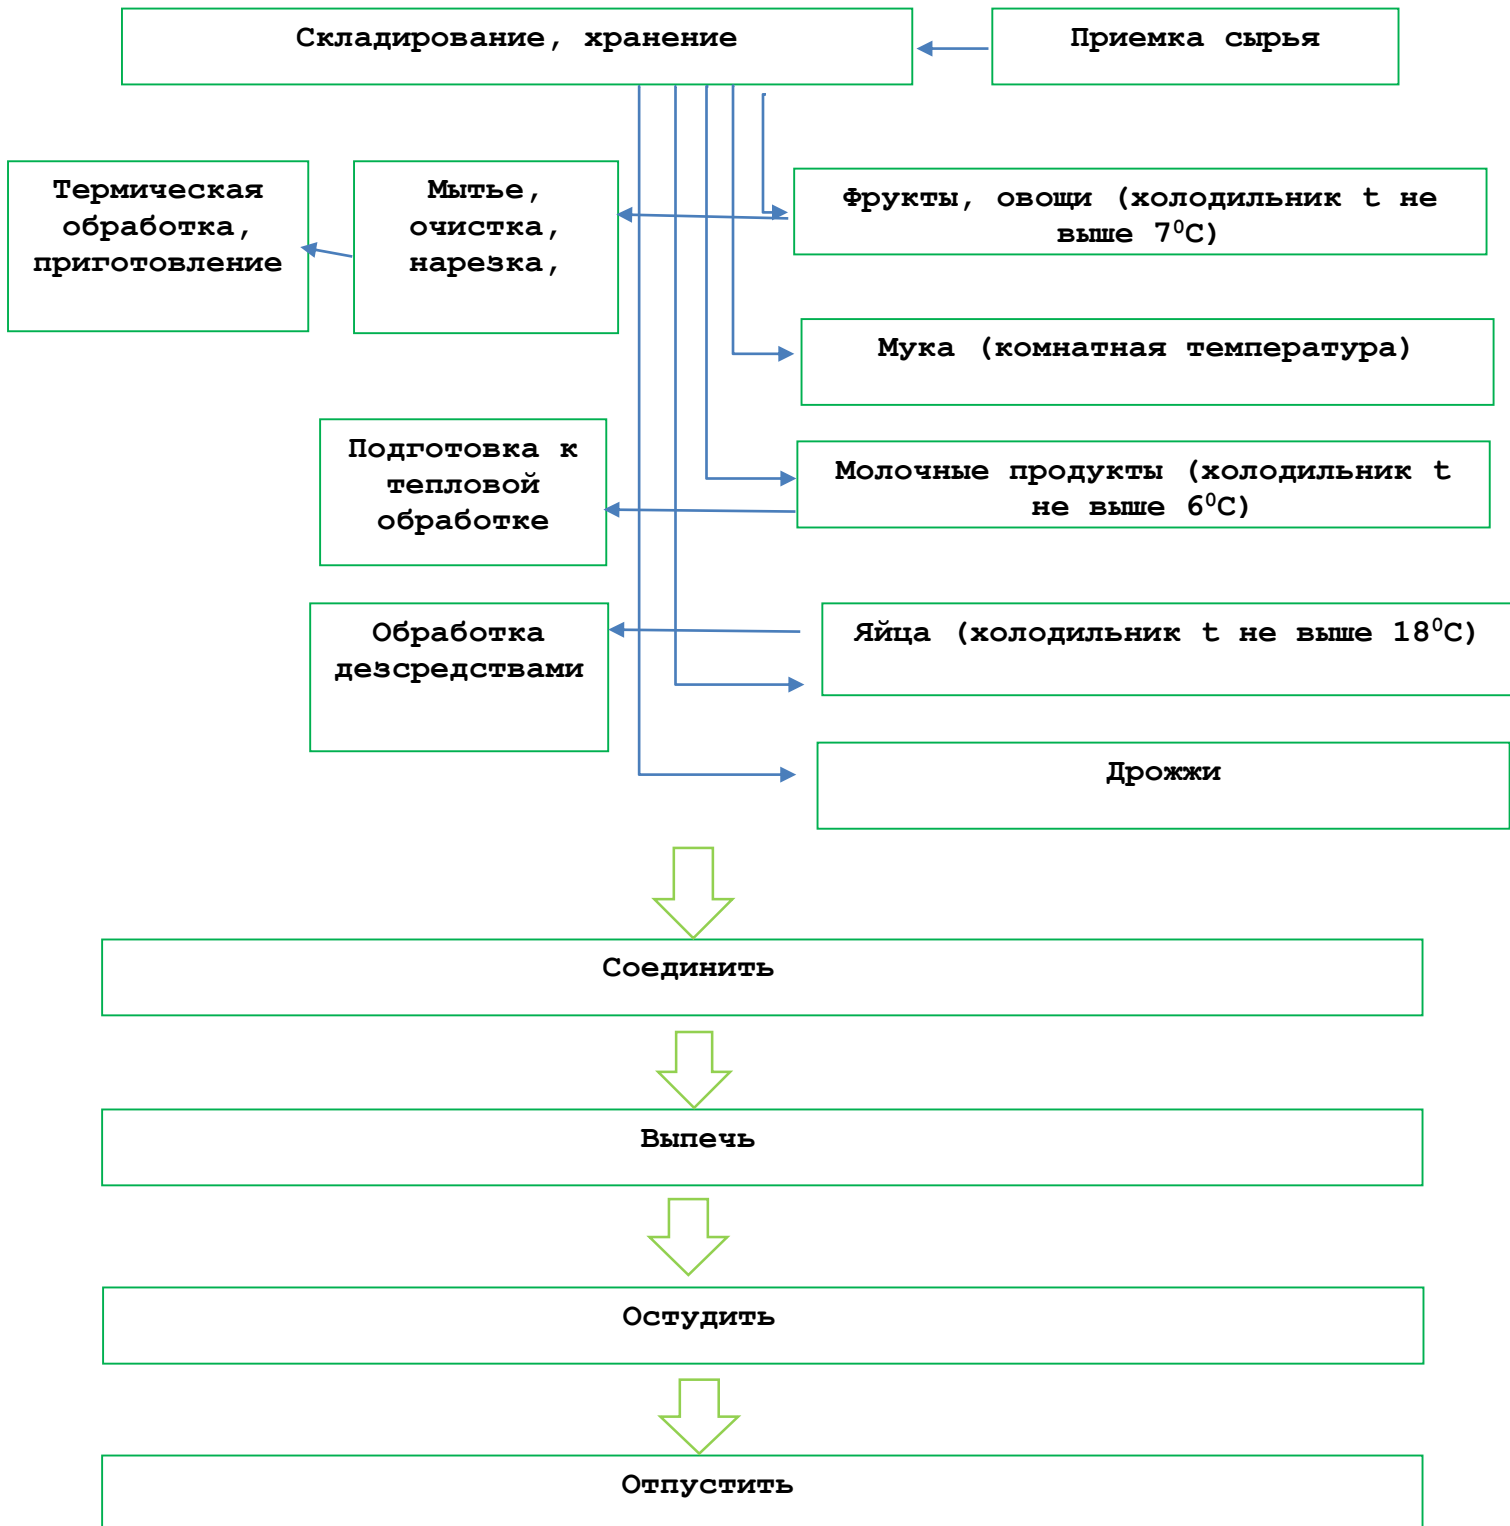 Складирование, хранение
Приемка сырья
Термическая
обработка,
приготовление
Мытье,
очистка,
нарезка,
Фрукты, овощи (холодильник t не
выше 7⁰С)
Мука (комнатная температура)
Подготовка к
тепловой
обработке
Молочные продукты (холодильник t
не выше 6⁰С)
Обработка
дезсредствами
Яйца (холодильник t не выше 18⁰С)
Дрожжи
Соединить
Выпечь
Остудить
Отпустить